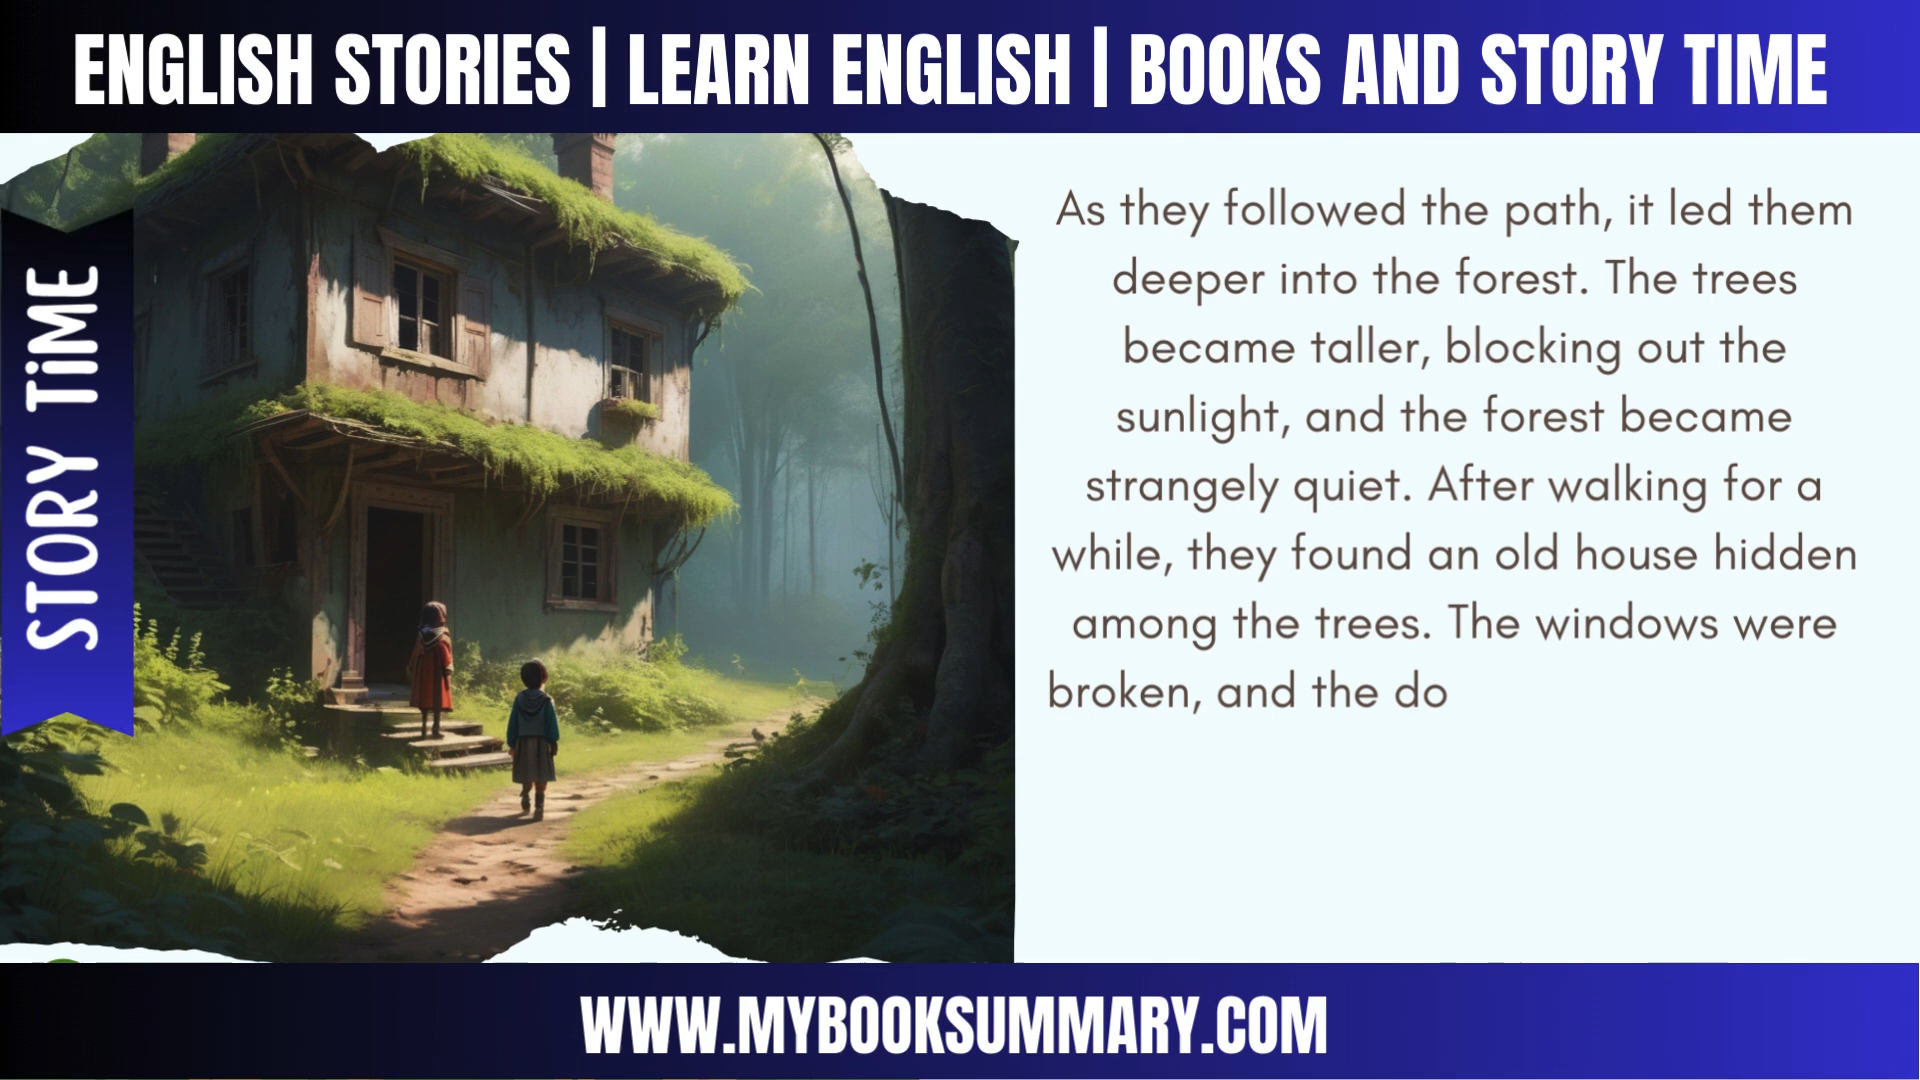 ENGLISH STORIES | LEARN ENGLISH | BOOKS AND STORY TIME
STORY TiME
As they followed the path, it led them
deeper into the forest. The trees
became taller, blocking out the
sunlight, and the forest became
strangely quiet. After walking for a
while, they found an old house hidden
among the trees. The windows were
broken, and the do
WWW.MYBOOKSUMMARY.COM